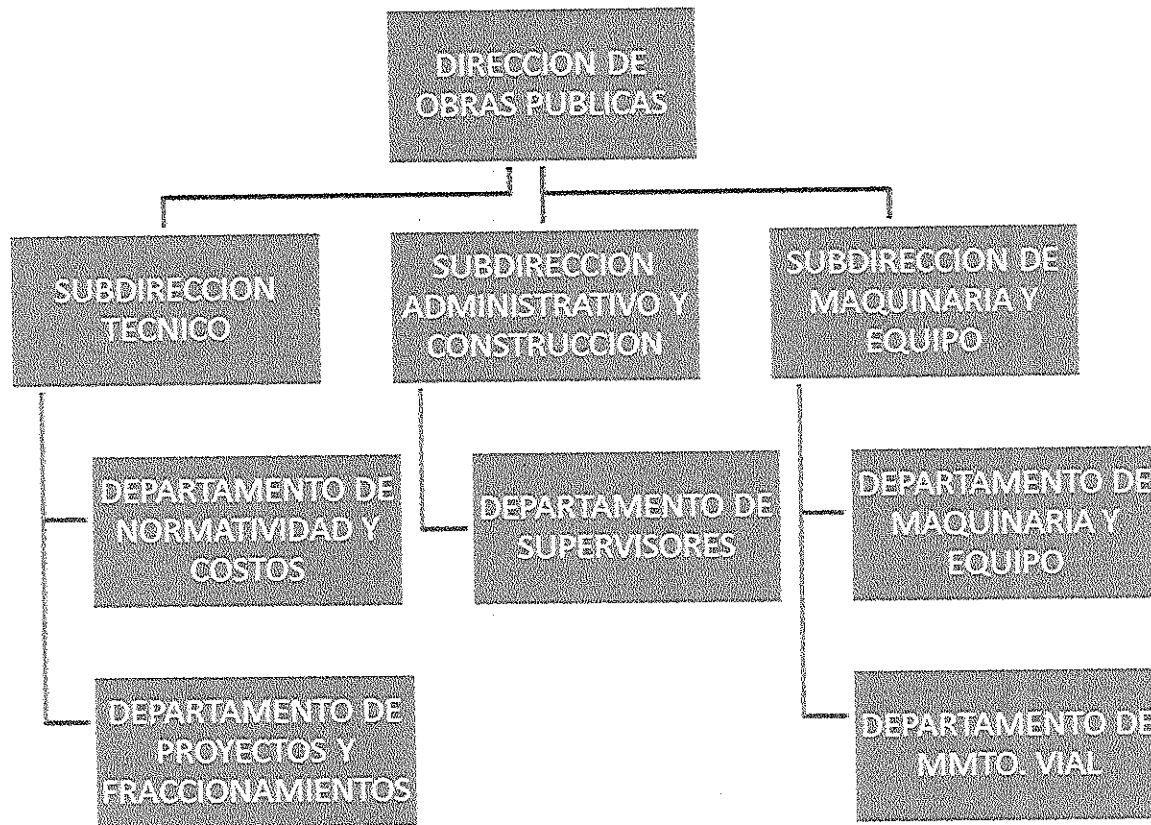 DIRECCION DE
OBRAS PUBLICAS
SUBDIRECCION
TECNICO
SUBDIRECCION
ADMINISTRATIVO Y
CONSTRUCCION
SUBDIRECCION DE
MAQUINARIA Y
EQUIPO
DEPARTAMENTO DE
NORMATIVIDAD Y
COSTOS
DEPARTAMENTO DE
SUPERVISORES
DEPARTAMENTO DE
MAQUINARIA Y
EQUIPO
DEPARTAMENTO DE
PROYECTOS Y
FRACCIONAMIENTOS
DEPARTAMENTO DE
MMTO. VIAL